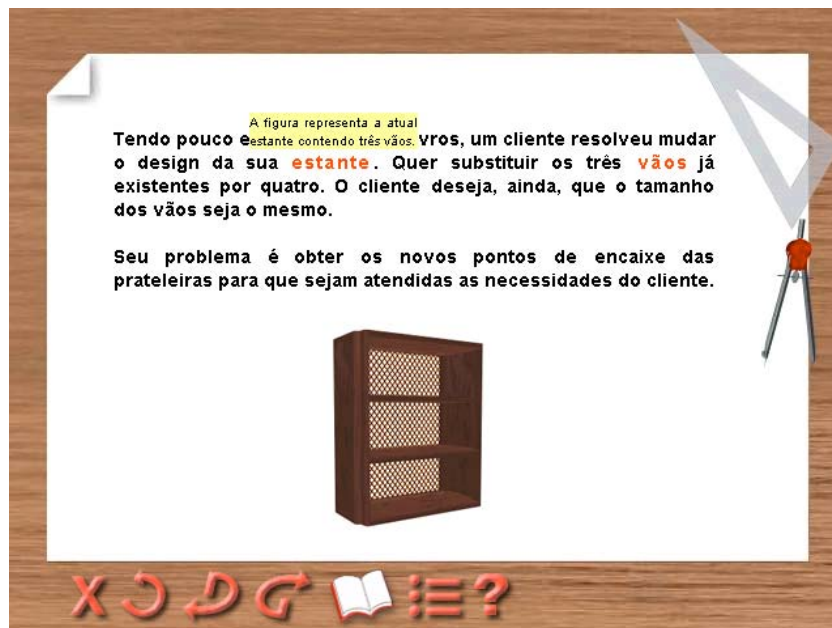 A figura representa a atual
estante contendo três vãos.
Tendo pouco e vros, um cliente resolveu mudar
o design da sua estante. Quer substituir os três vãos já
existentes por quatro. O cliente deseja, ainda, que o tamanho
dos vãos seja o mesmo.
Seu problema é obter os novos pontos de encaixe das
prateleiras para que sejam atendidas as necessidades do cliente.
X ?